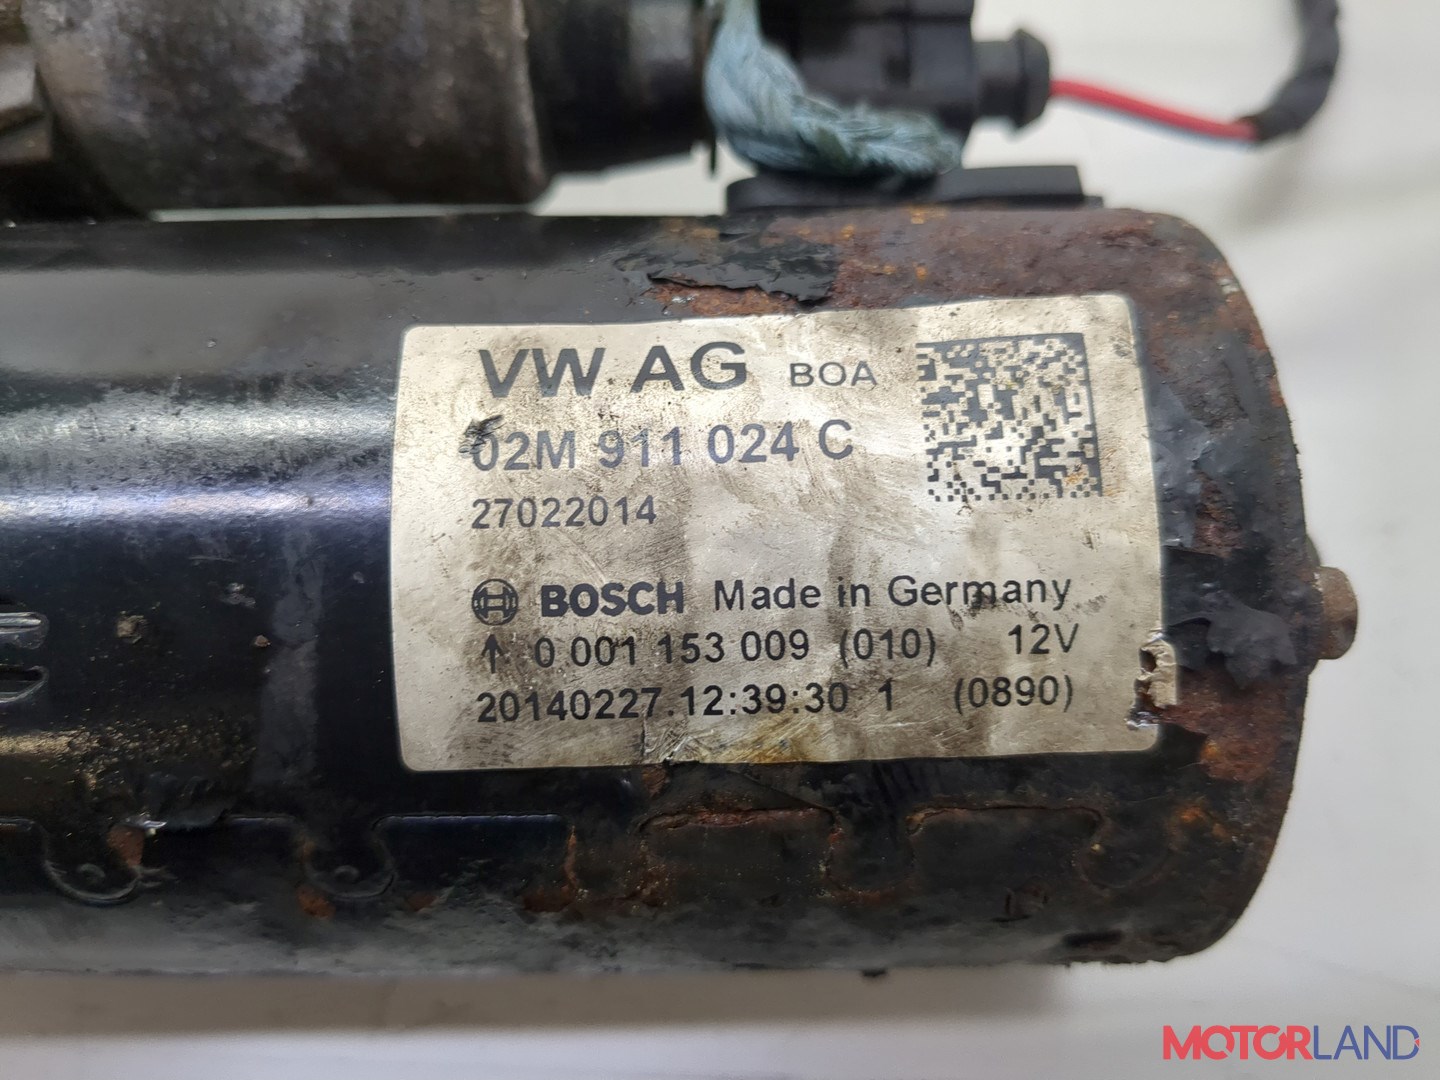 VW AG BOA
02M 911 024 C
27022014
BOSCH Made in Germany
↑ 0 001 153 009 (010) 12V
20140227.12:39:30 1 (0890)
MOTORLAND